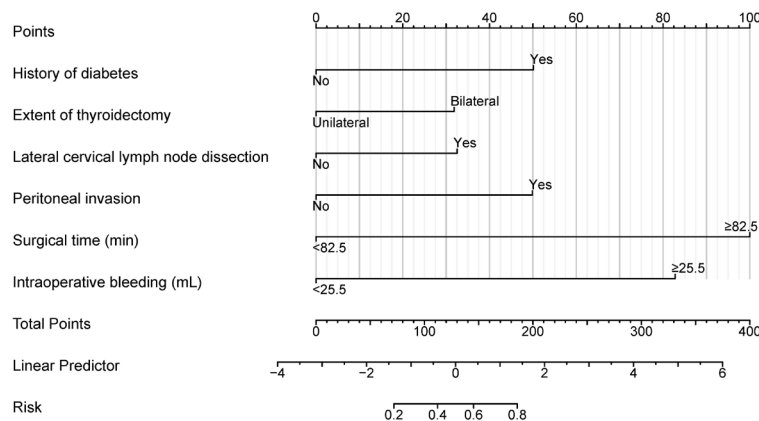 Points 0 20 40 60 80 100
History of diabetes No Yes
Extent of thyroidectomy Unilateral Bilateral
Lateral cervical lymph node dissection No Yes
Peritoneal invasion No Yes
Surgical time (min) <82.5 ≥82.5
Intraoperative bleeding (mL) <25.5 ≥25.5
Total Points 0 100 200 300 400
Linear Predictor −4 −2 0 2 4 6
Risk 0.2 0.4 0.6 0.8